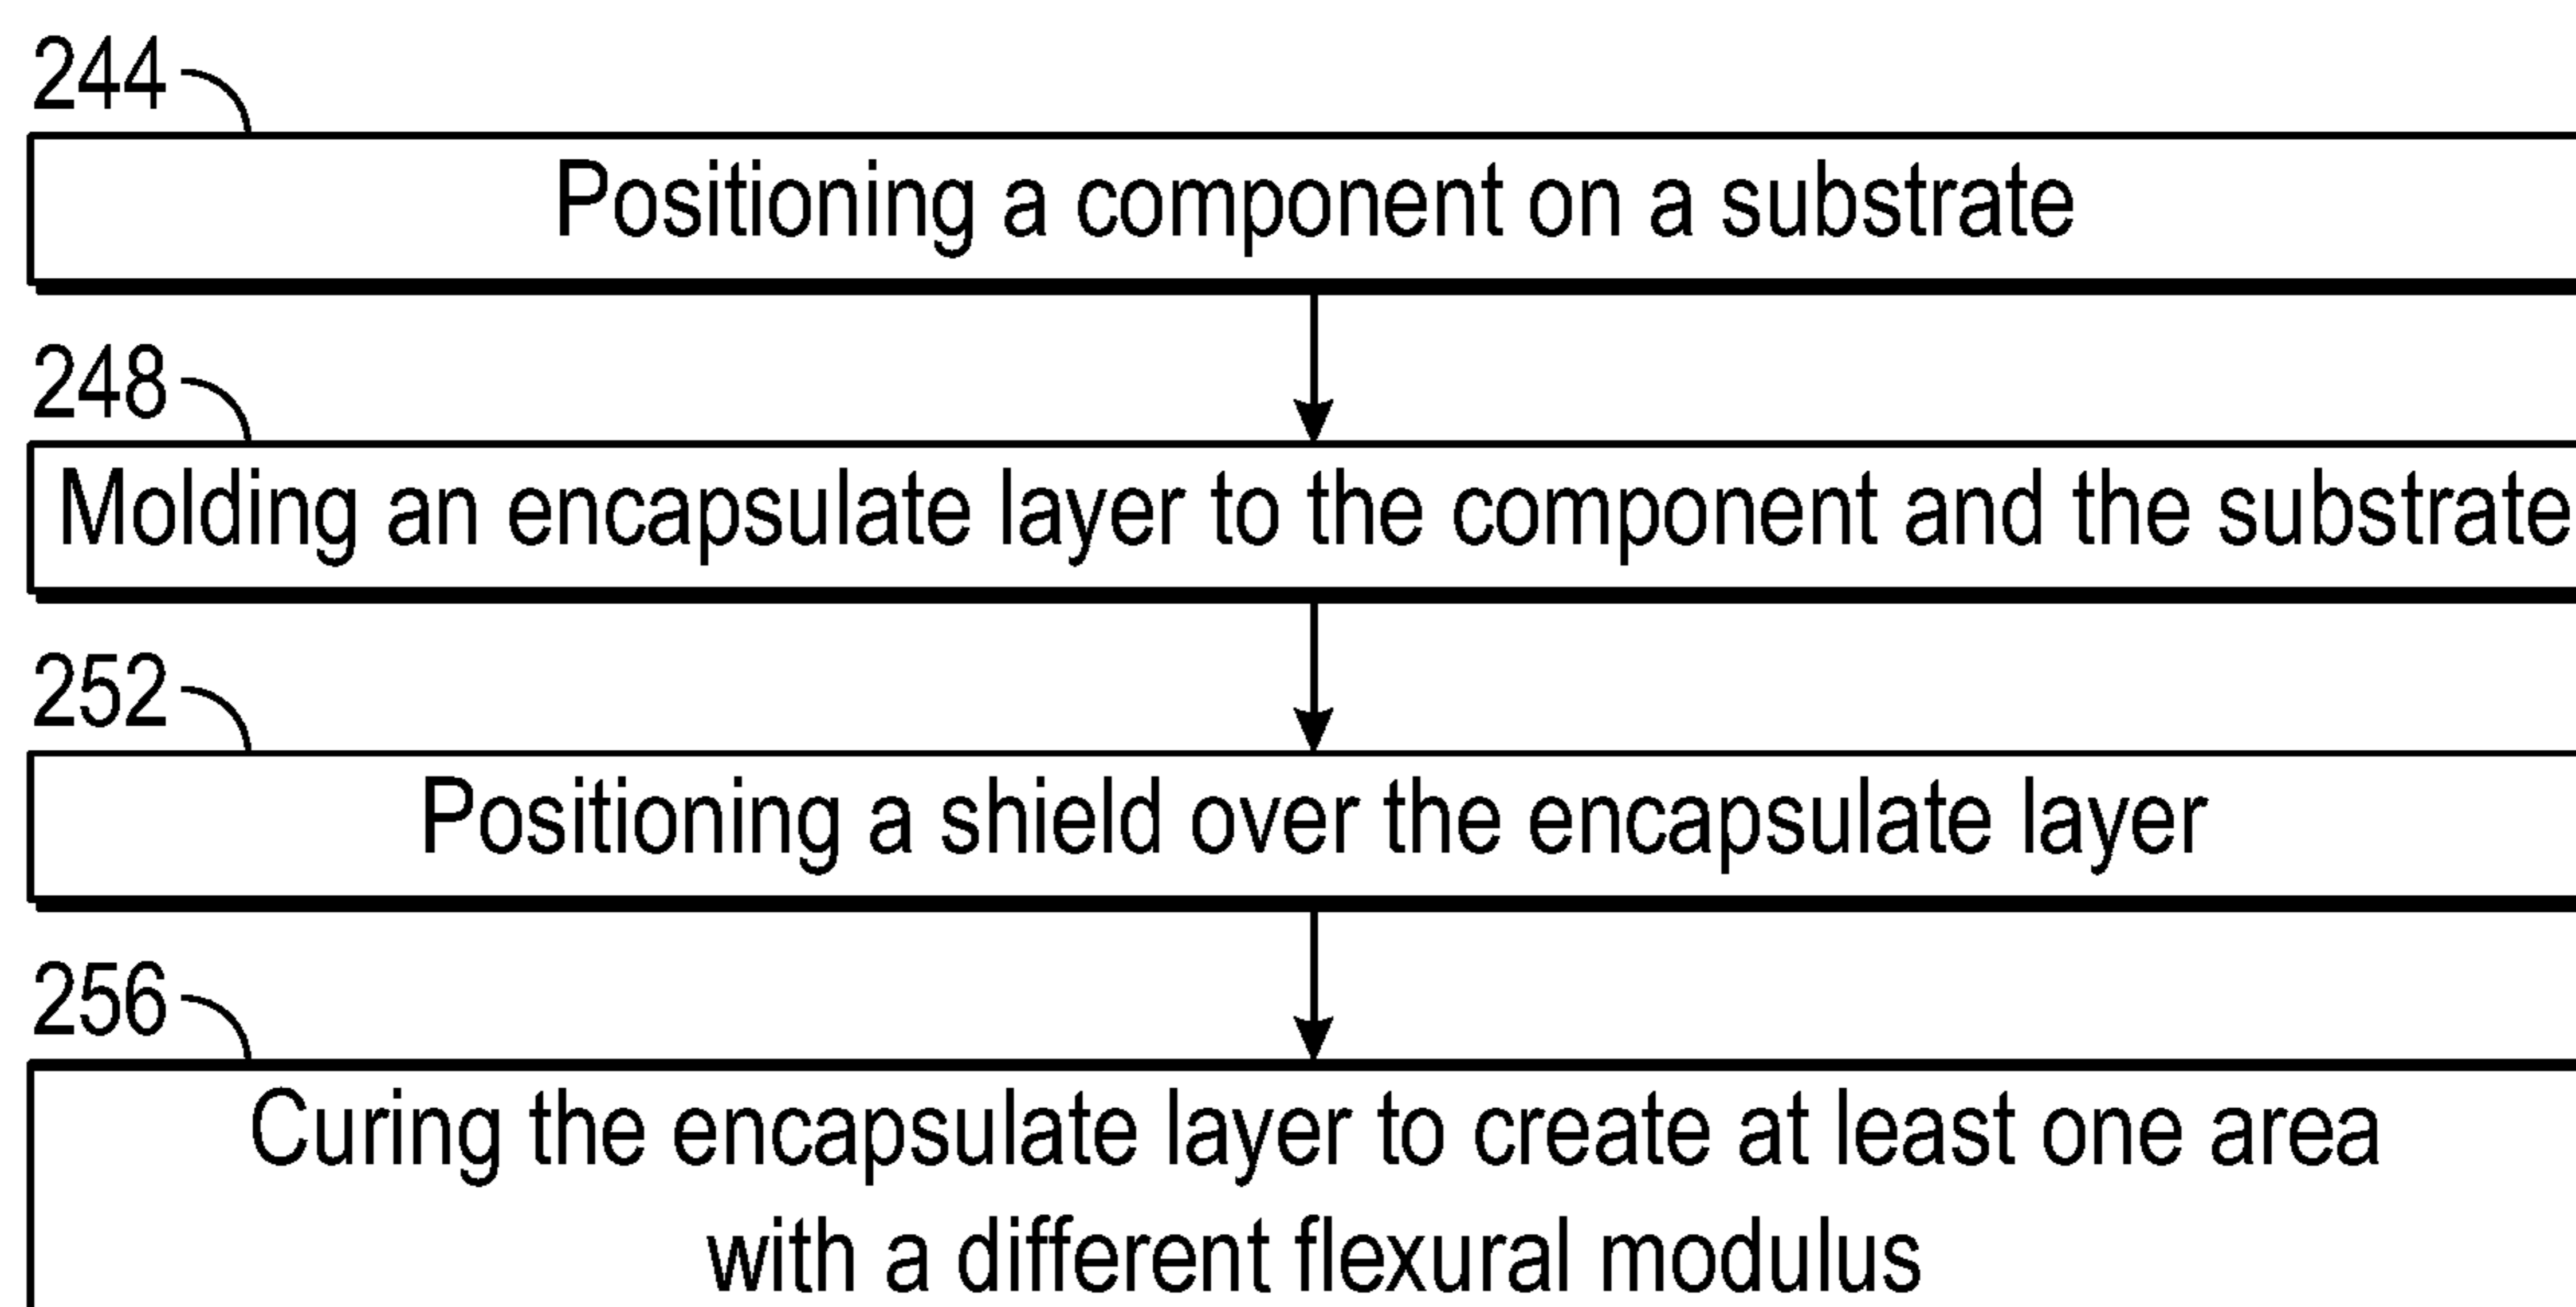 244
Positioning a component on a substrate
248
Molding an encapsulate layer to the component and the substrate
252
Positioning a shield over the encapsulate layer
256
Curing the encapsulate layer to create at least one area
with a different flexural modulus